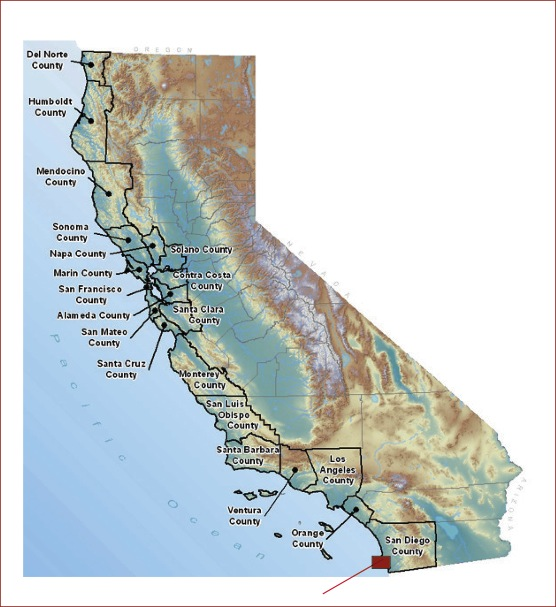 OREGON
Del Norte
County
Humboldt
County
Mendocino
County
Sonoma
County
Napa County
Solano County
Marin County
Contra Costa
County
San Francisco
County
Alameda County
Santa Clara
County
San Mateo
County
Santa Cruz
County
NEVADA
Monterey
County
San Luis
Obispo
County
Santa Barbara
County
Los
Angeles
County
Ventura
County
Orange
County
San Diego
County
ARIZONA
Pacific
Ocean